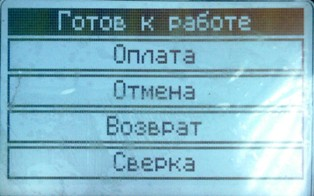 Готов к работе
Оплата
Отмена
Возврат
Сверка